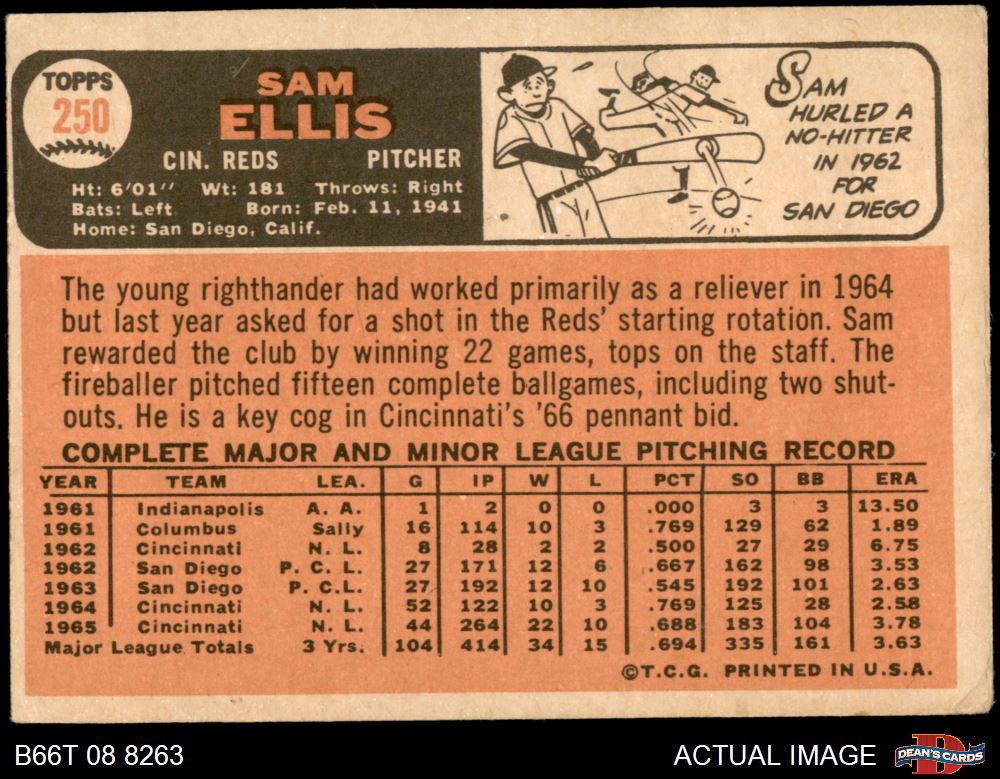 TOPPS
250
SAM
ELLIS
CIN. REDS PITCHER
Ht: 6'01" Wt: 181 Throws: Right
Bats: Left Born: Feb. 11, 1941
Home: San Diego, Calif.
SAM
HURLED A
NO-HITTER
IN 1962
FOR
SAN DIEGO
The young righthander had worked primarily as a reliever in 1964
but last year asked for a shot in the Reds' starting rotation. Sam
rewarded the club by winning 22 games, tops on the staff. The
fireballer pitched fifteen complete ballgames, including two shut-
outs. He is a key cog in Cincinnati's '66 pennant bid.
COMPLETE MAJOR AND MINOR LEAGUE PITCHING RECORD
YEAR TEAM LEA. G IP W L PCT SO BB ERA
1961 Indianapolis A. A. 1 2 0 0 .000 3 3 13.50
1961 Columbus Sally 16 114 10 3 .769 129 62 1.89
1962 Cincinnati N. L. 8 28 2 2 .500 27 29 6.75
1962 San Diego P. C. L. 27 171 12 6 .667 162 98 3.53
1963 San Diego P. C.L. 27 192 12 10 .545 192 101 2.63
1964 Cincinnati N. L. 52 122 10 3 .769 125 28 2.58
1965 Cincinnati N. L. 44 264 22 10 .688 183 104 3.78
Major League Totals 3 Yrs. 104 414 34 15 .694 335 161 3.63
©T.C.G. PRINTED IN U.S.A.
B66T 08 8263 ACTUAL IMAGE DEAN'S CARDS